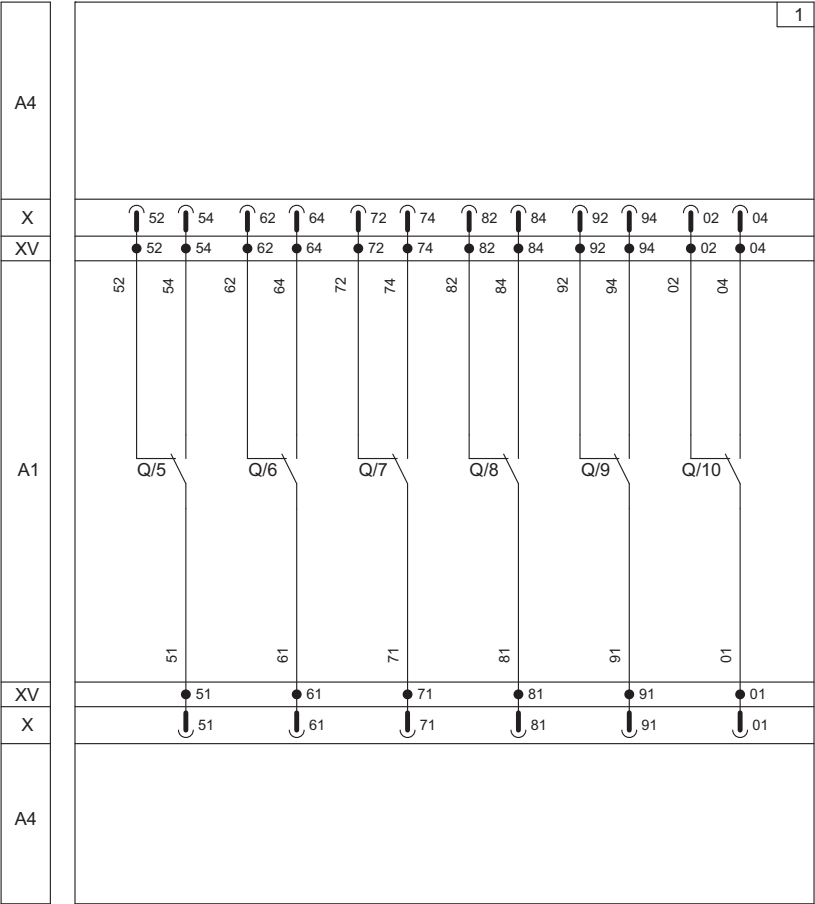 1
A4
X 52 54 62 64 72 74 82 84 92 94 02 04
XV 52 54 62 64 72 74 82 84 92 94 02 04
52 54 62 64 72 74 82 84 92 94 02 04
A1 Q/5 Q/6 Q/7 Q/8 Q/9 Q/10
51 61 71 81 91 01
XV 51 61 71 81 91 01
X 51 61 71 81 91 01
A4